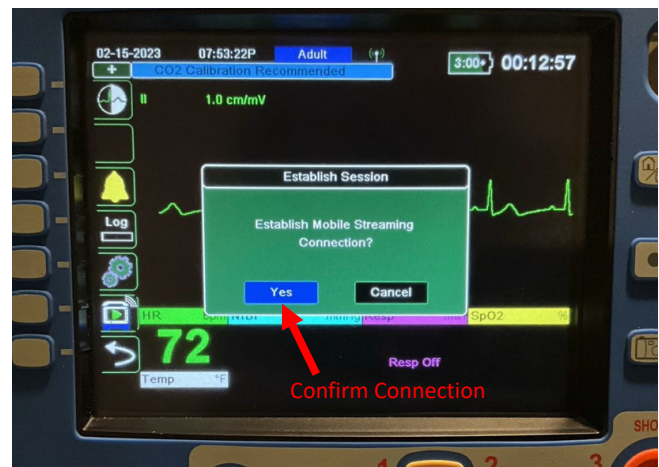 02-15-2023 07:53:22P Adult 3:00+ 00:12:57
CO2 Calibration Recommended
II 1.0 cm/mV
Establish Session
Log
Establish Mobile Streaming
Connection?
Yes Cancel
HR bpm NIBP mmHg Resp SpO2 %
72
Resp Off
Temp °F
Confirm Connection
SHO
1 2 3